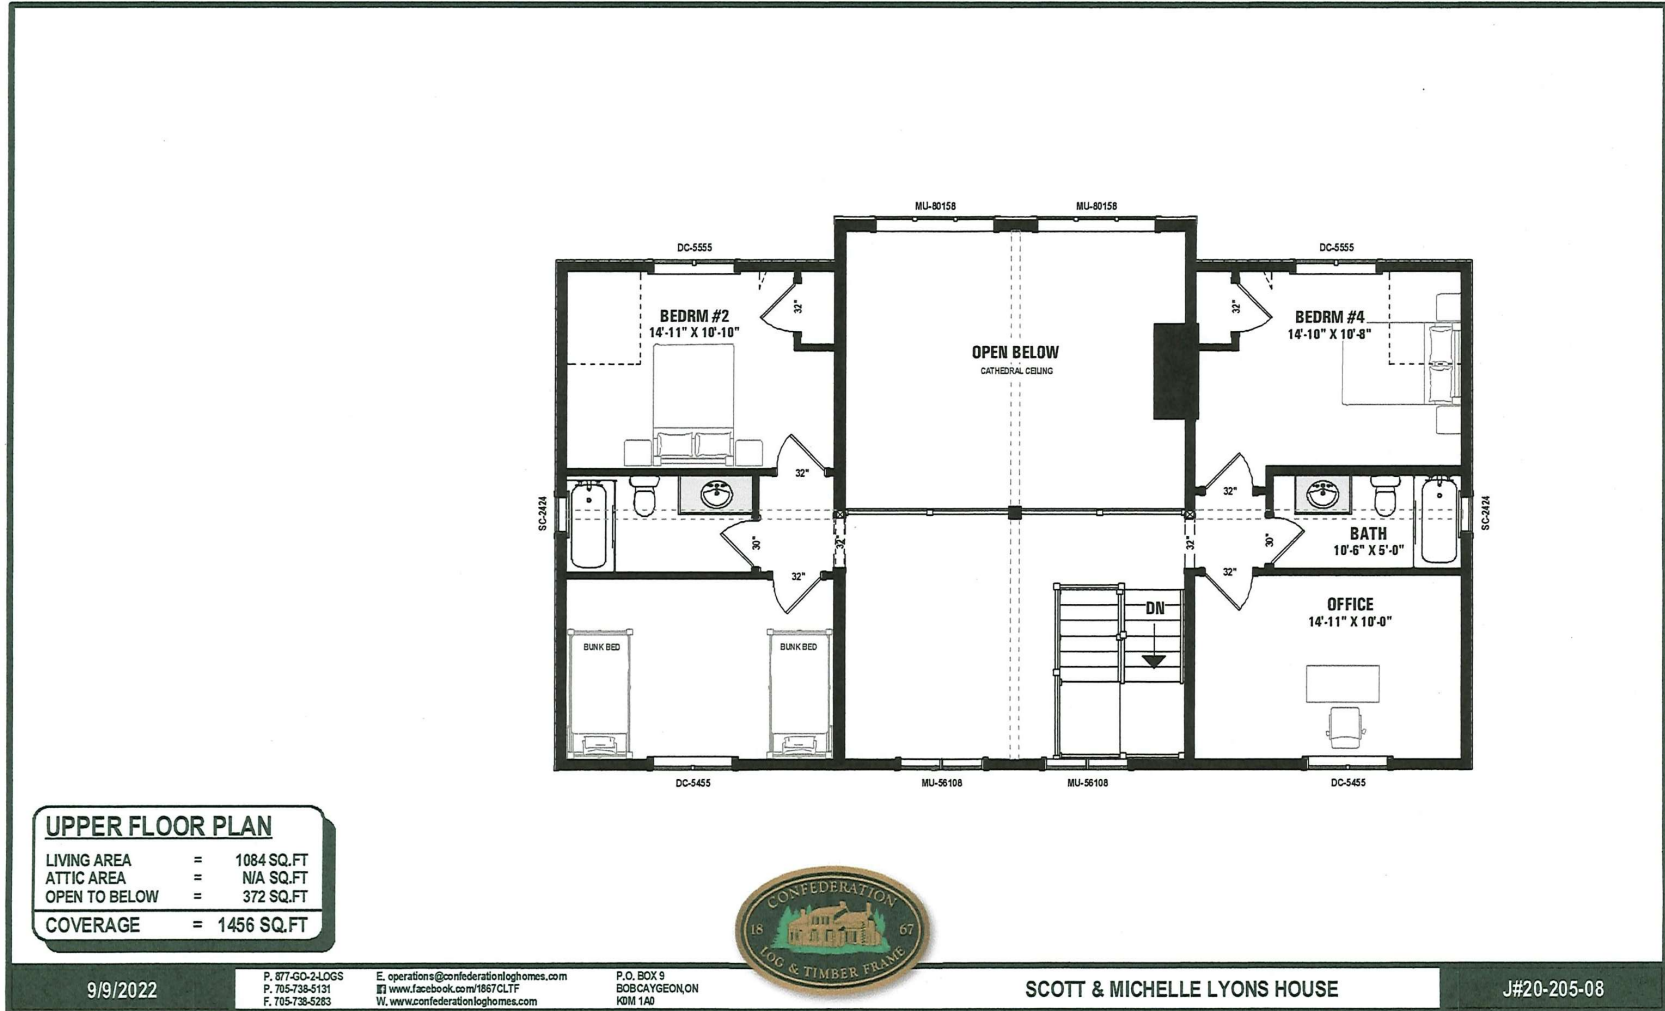 MU-80158
MU-80158
DC-5555
DC-5555
BEDRM #2
14'-11" X 10'-10"
32"
32"
BEDRM #4
14'-10" X 10'-8"
OPEN BELOW
CATHEDRAL CEILING
32"
32"
SC-2424
SC-2424
30"
32"
32"
30"
BATH
10'-6" X 5'-0"
32"
32"
DN
OFFICE
14'-11" X 10'-0"
BUNK BED
BUNK BED
DC-5455
MU-56108
MU-56108
DC-5455
UPPER FLOOR PLAN
LIVING AREA = 1084 SQ.FT
ATTIC AREA = N/A SQ.FT
OPEN TO BELOW = 372 SQ.FT
COVERAGE = 1456 SQ.FT
CONFEDERATION
18 67
LOG & TIMBER FRAME
9/9/2022
P. 877-GO-2-LOGS
P. 705-738-5131
F. 705-738-5283
E. operations@confederationloghomes.com
www.facebook.com/1867CLTF
W. www.confederationloghomes.com
P.O. BOX 9
BOBCAYGEON,ON
K0M 1A0
SCOTT & MICHELLE LYONS HOUSE
J#20-205-08